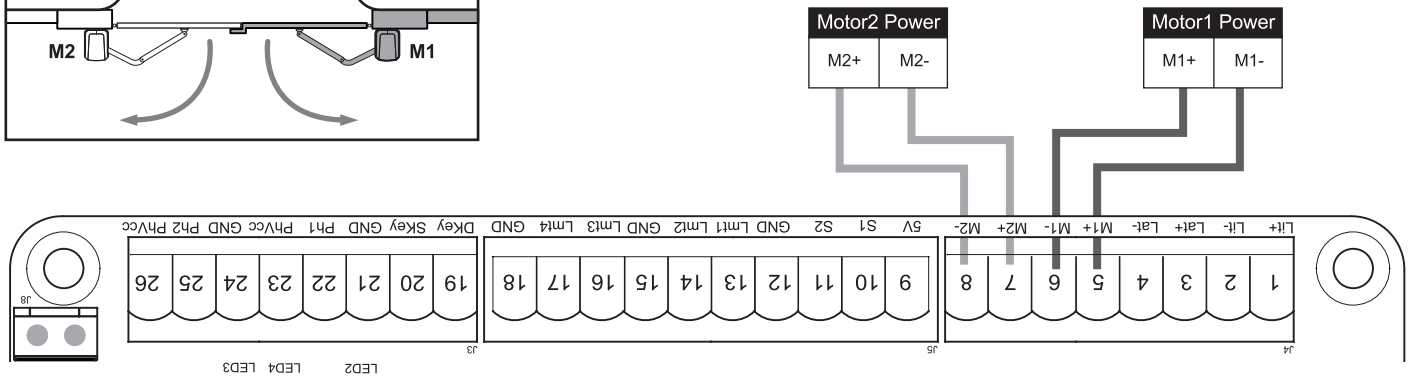 Motor2 Power Motor1 Power
M2 M1 M2+ M2- M1+ M1-
PhVcc Ph2 GND PhVcc Ph1 GND SKey DKey GND Lmt4 Lmt3 GND Lmt2 Lmt1 GND S2 S1 5V M2- M2+ M1- M1+ Lat- Lat+ Lit- Lit+
26 25 24 23 22 21 20 19 18 17 16 15 14 13 12 11 10 9 8 7 6 5 4 3 2 1
J8
J3 J5 J4
LED3 LED4 LED2